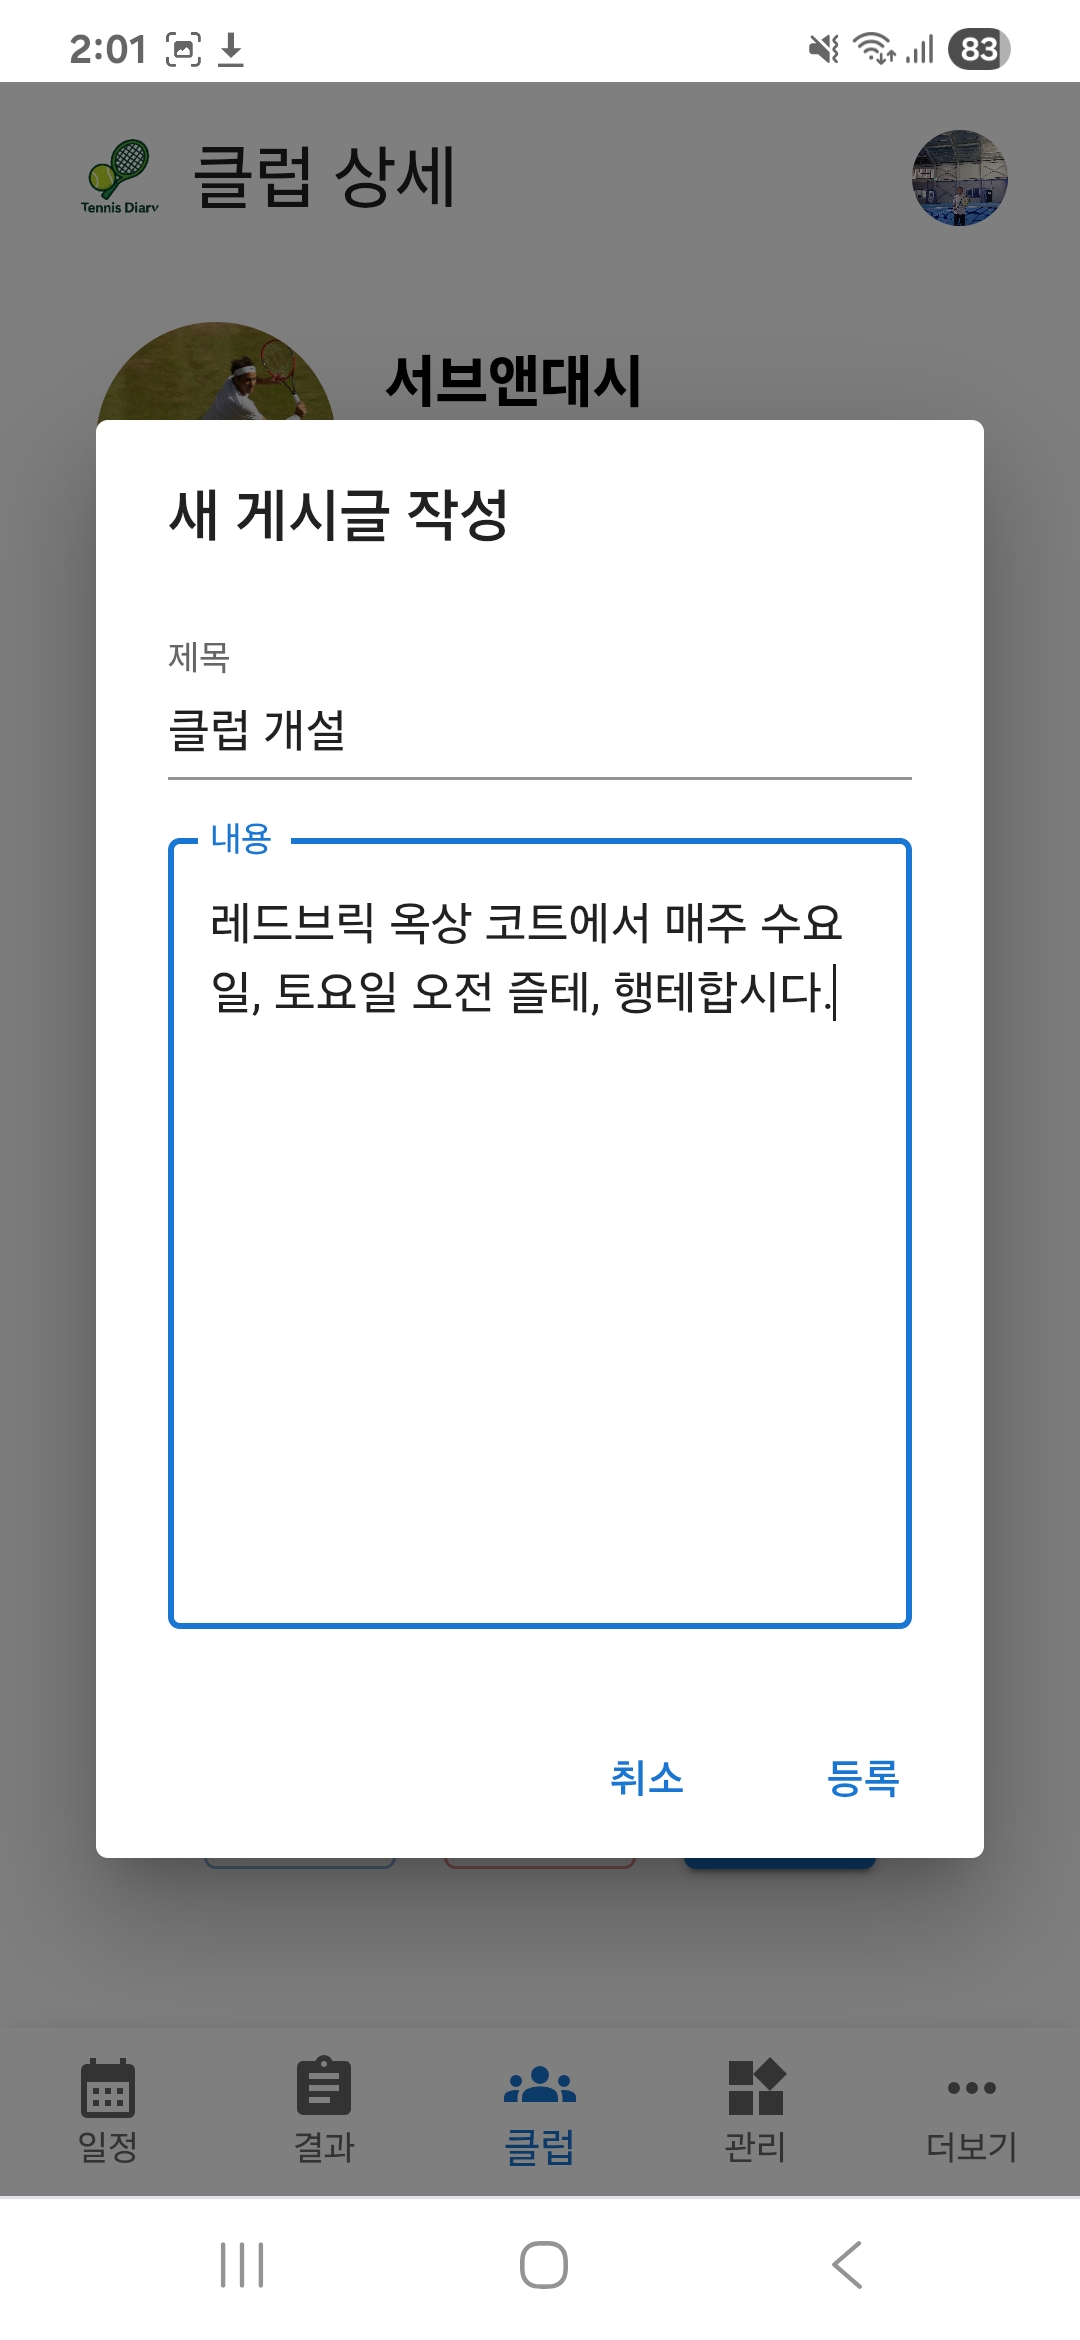 2:01
83
Tennis Diary
클럽 상세
서브앤대시
새 게시글 작성
제목
클럽 개설
내용
레드브릭 옥상 코트에서 매주 수요
일, 토요일 오전 즐테, 행테합시다.
취소
등록
일정
결과
클럽
관리
더보기